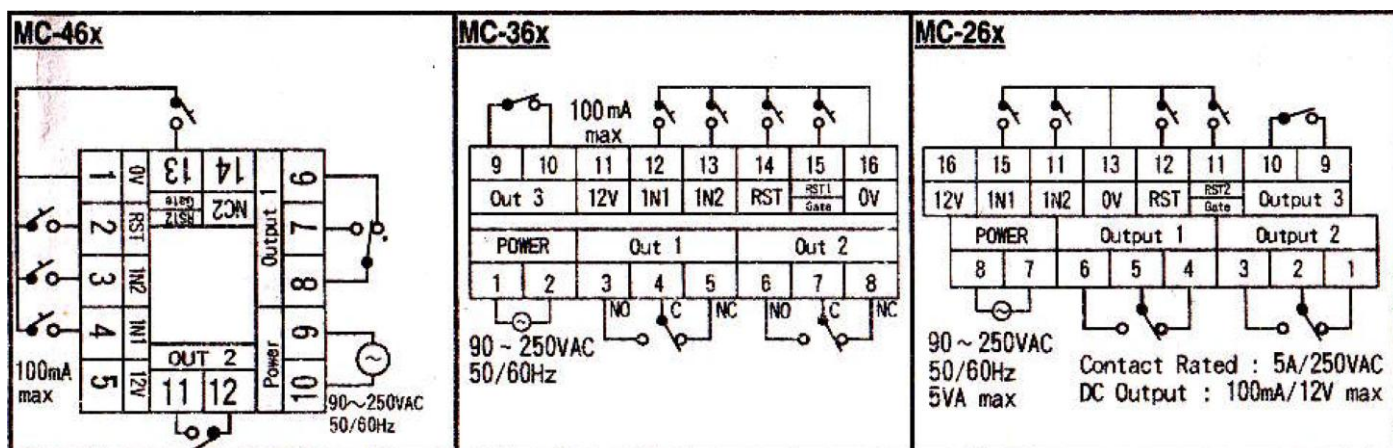 MC-46x
13 14
RST2 NC2
Gate
1 0V
2 RST
3 1N2
4 1N1
5 12V
Output 1
6
7
8
Power
9
10
OUT 2
11 12
100mA
max
90~250VAC
50/60Hz
MC-36x
100mA
max
9 10 11 12 13 14 15 16
Out 3 12V 1N1 1N2 RST RST1 0V
Gate
POWER Out 1 Out 2
1 2 3 4 5 6 7 8
NO C NC NO C NC
90~250VAC
50/60Hz
MC-26x
16 15 11 13 12 11 10 9
12V 1N1 1N2 0V RST RST2 Output 3
Gate
POWER Output 1 Output 2
8 7 6 5 4 3 2 1
90~250VAC
50/60Hz
5VA max
Contact Rated : 5A/250VAC
DC Output : 100mA/12V max